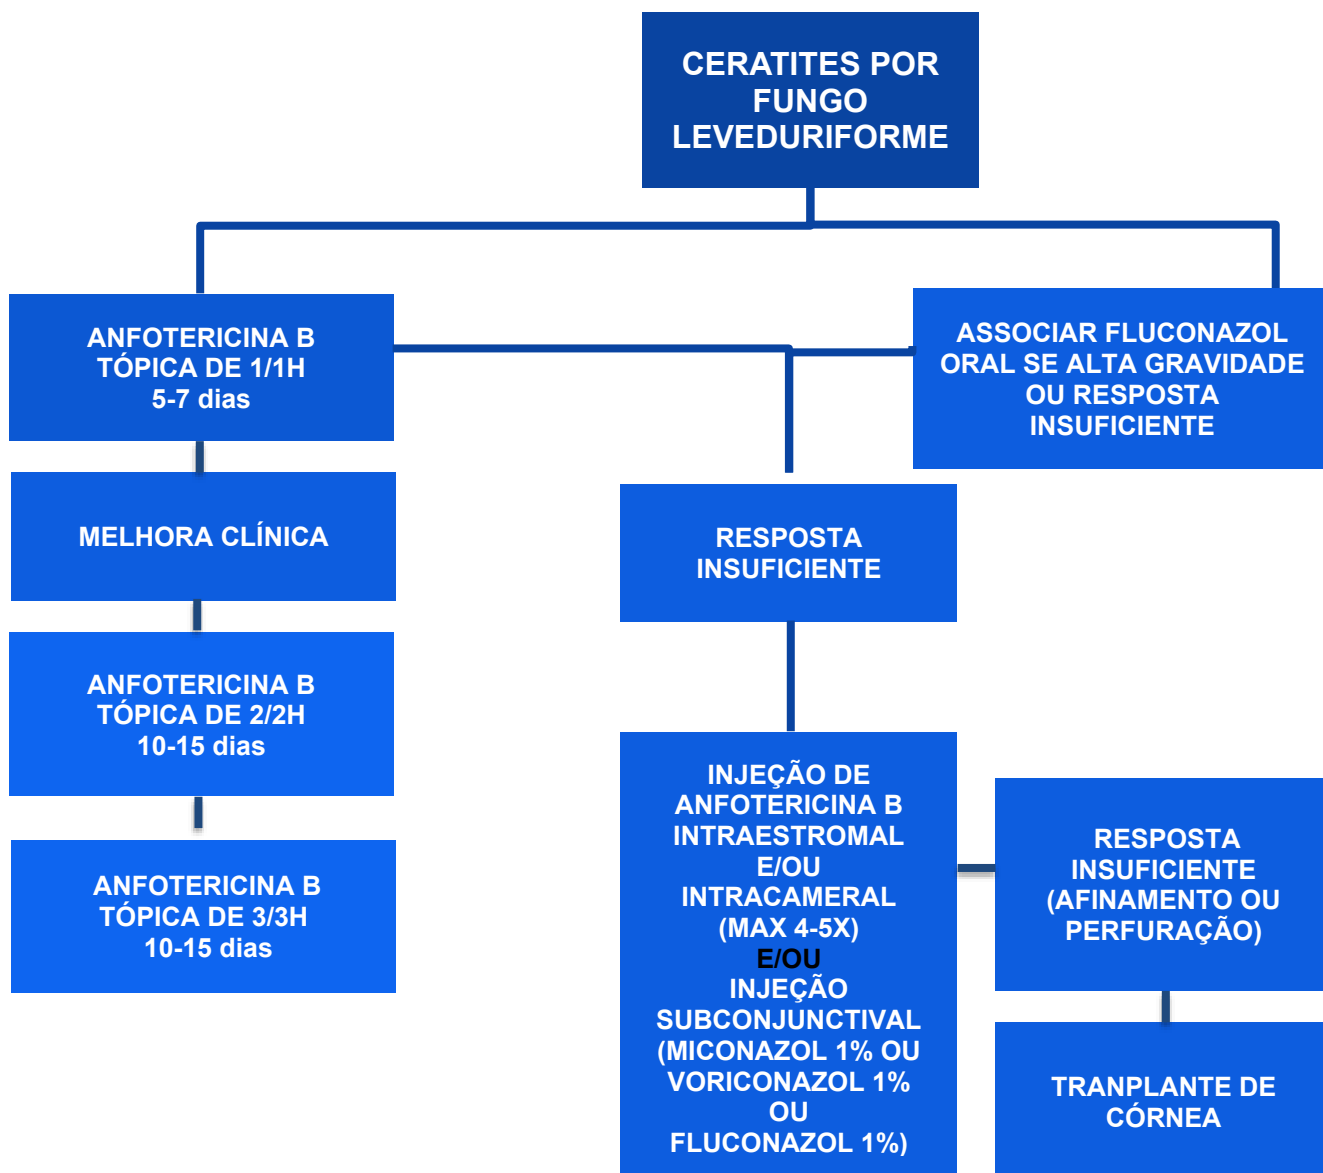 CERATITES POR
FUNGO
LEVEDURIFORME
ANFOTERICINA B
TÓPICA DE 1/1H
5-7 dias
ASSOCIAR FLUCONAZOL
ORAL SE ALTA GRAVIDADE
OU RESPOSTA
INSUFICIENTE
MELHORA CLÍNICA
RESPOSTA
INSUFICIENTE
ANFOTERICINA B
TÓPICA DE 2/2H
10-15 dias
ANFOTERICINA B
TÓPICA DE 3/3H
10-15 dias
INJEÇÃO DE
ANFOTERICINA B
INTRAESTROMAL
E/OU
INTRACAMERAL
(MAX 4-5X)
E/OU
INJEÇÃO
SUBCONJUNCTIVAL
(MICONAZOL 1% OU
VORICONAZOL 1%
OU
FLUCONAZOL 1%)
RESPOSTA
INSUFICIENTE
(AFINAMENTO OU
PERFURAÇÃO)
TRANPLANTE DE
CÓRNEA